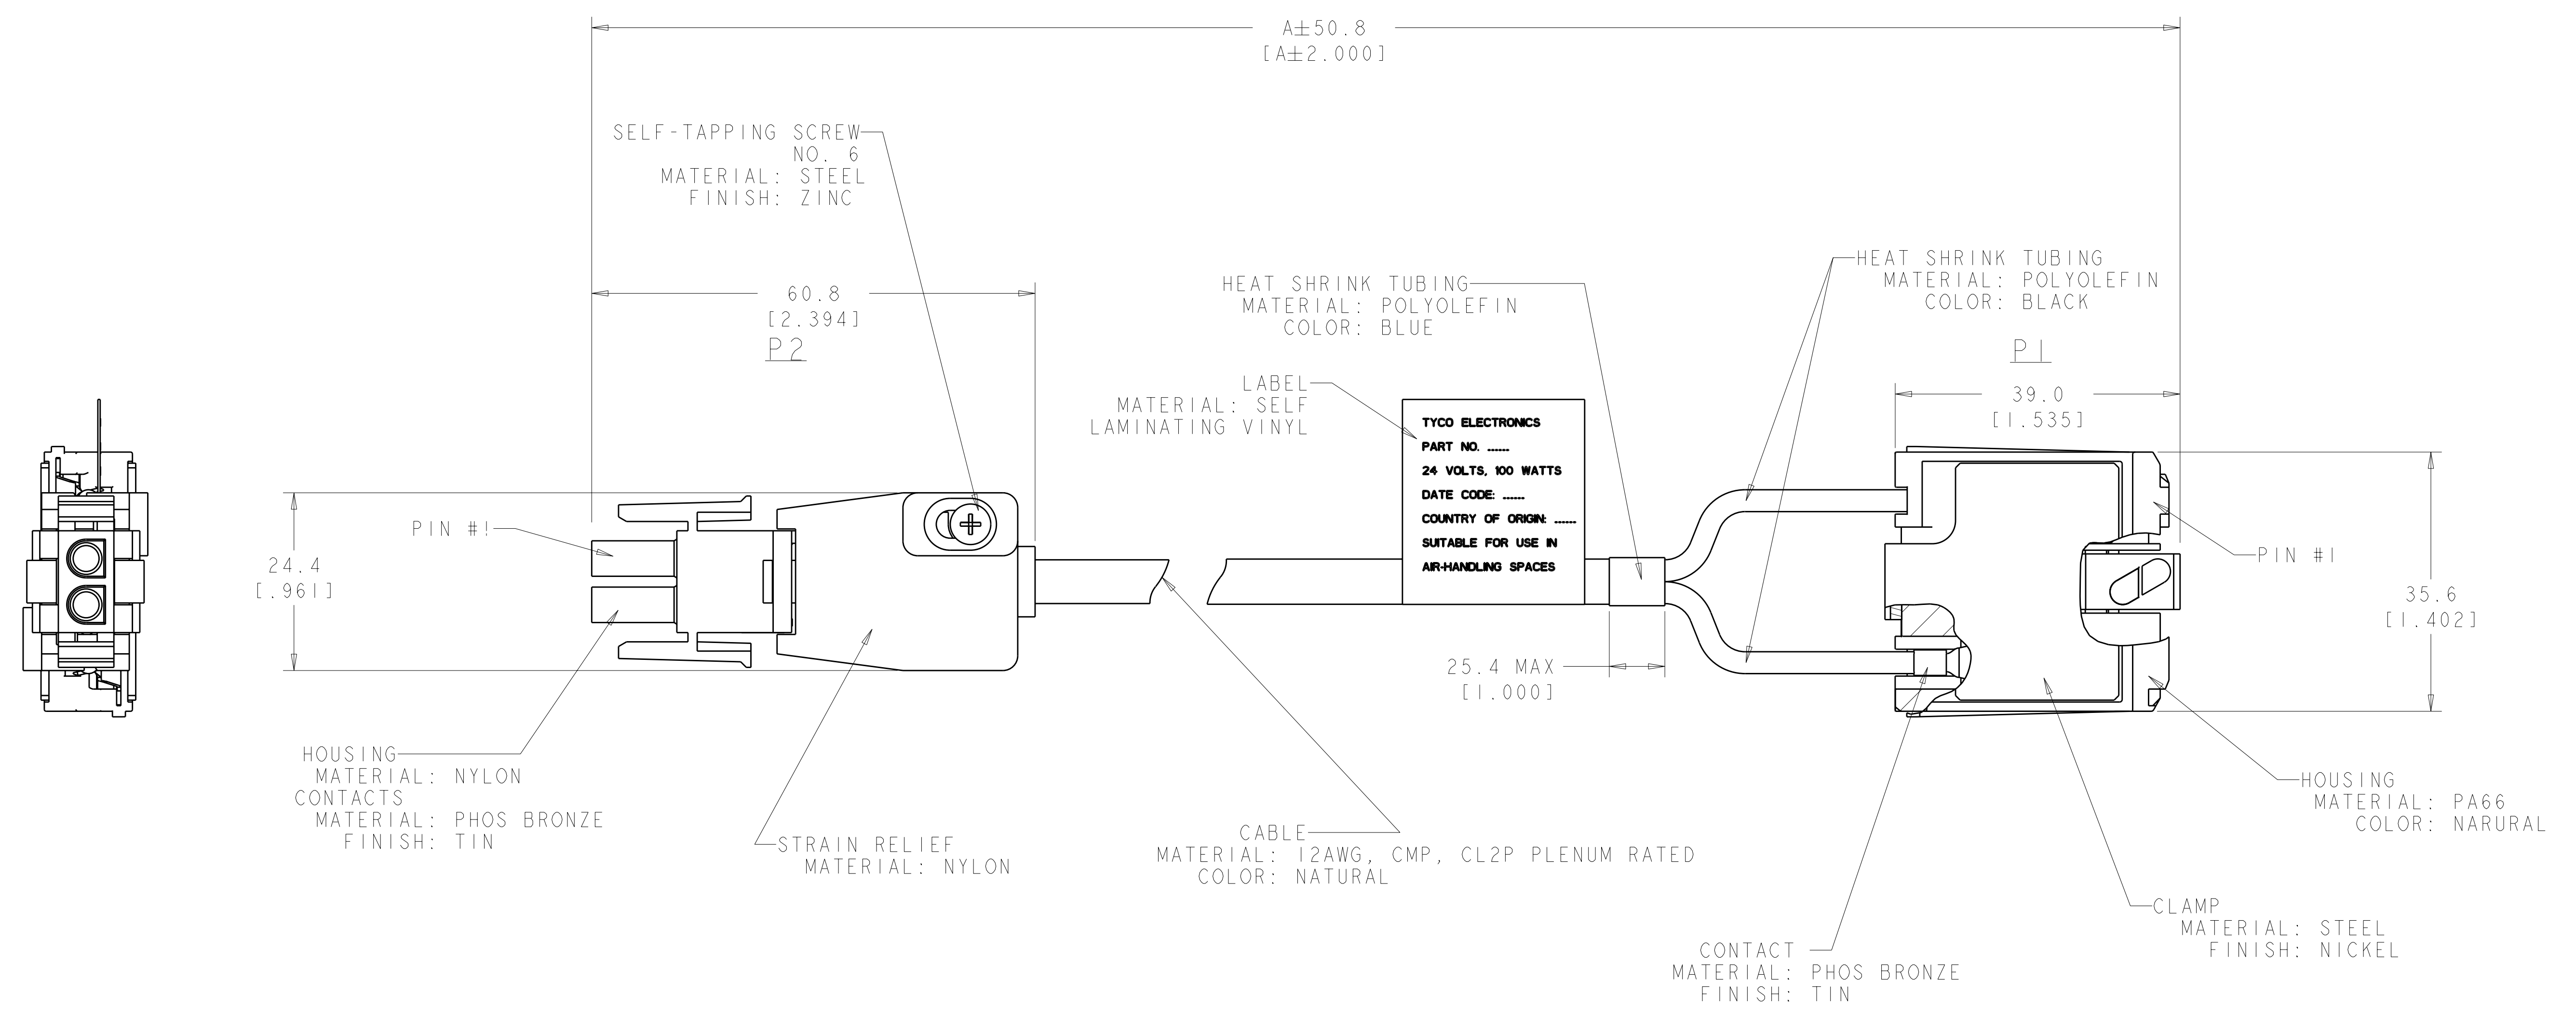 A±50.8
[A±2.000]
SELF-TAPPING SCREW
NO. 6
MATERIAL: STEEL
FINISH: ZINC
60.8
[2.394]
P2
HEAT SHRINK TUBING
MATERIAL: POLYOLEFIN
COLOR: BLUE
HEAT SHRINK TUBING
MATERIAL: POLYOLEFIN
COLOR: BLACK
P1
39.0
[1.535]
LABEL
MATERIAL: SELF
LAMINATING VINYL
TYCO ELECTRONICS
PART NO. ......
24 VOLTS, 100 WATTS
DATE CODE: ......
COUNTRY OF ORIGIN: ......
SUITABLE FOR USE IN
AIR-HANDLING SPACES
PIN #!
24.4
[.961]
PIN #1
35.6
[1.402]
25.4 MAX
[1.000]
HOUSING
MATERIAL: NYLON
CONTACTS
MATERIAL: PHOS BRONZE
FINISH: TIN
STRAIN RELIEF
MATERIAL: NYLON
CABLE
MATERIAL: 12AWG, CMP, CL2P PLENUM RATED
COLOR: NATURAL
HOUSING
MATERIAL: PA66
COLOR: NARURAL
CLAMP
MATERIAL: STEEL
FINISH: NICKEL
CONTACT
MATERIAL: PHOS BRONZE
FINISH: TIN